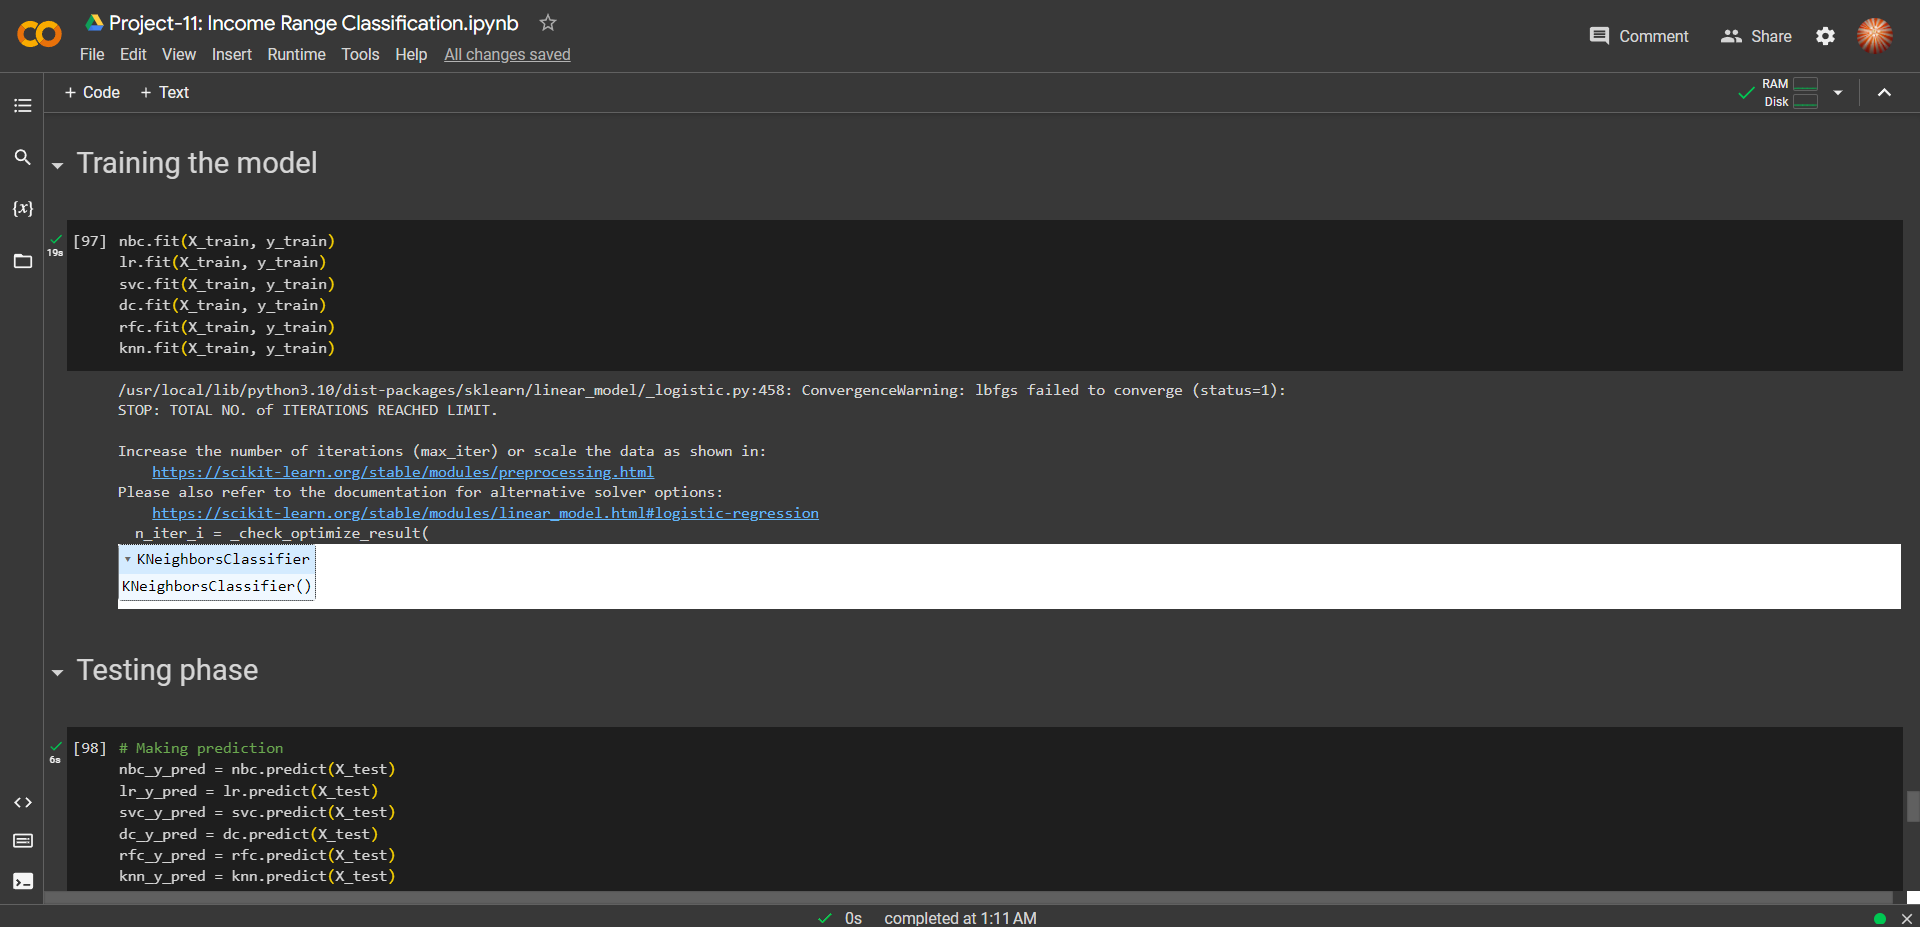 Project-11: Income Range Classification.ipynb
File Edit View Insert Runtime Tools Help All changes saved
Comment Share
+ Code + Text
RAM
Disk
{x}
Training the model
[97] nbc.fit(X_train, y_train)
19s
lr.fit(X_train, y_train)
svc.fit(X_train, y_train)
dc.fit(X_train, y_train)
rfc.fit(X_train, y_train)
knn.fit(X_train, y_train)
/usr/local/lib/python3.10/dist-packages/sklearn/linear_model/_logistic.py:458: ConvergenceWarning: lbfgs failed to converge (status=1):
STOP: TOTAL NO. of ITERATIONS REACHED LIMIT.
Increase the number of iterations (max_iter) or scale the data as shown in:
https://scikit-learn.org/stable/modules/preprocessing.html
Please also refer to the documentation for alternative solver options:
https://scikit-learn.org/stable/modules/linear_model.html#logistic-regression
n_iter_i = _check_optimize_result(
KNeighborsClassifier
KNeighborsClassifier()
Testing phase
[98] # Making prediction
6s
nbc_y_pred = nbc.predict(X_test)
lr_y_pred = lr.predict(X_test)
svc_y_pred = svc.predict(X_test)
dc_y_pred = dc.predict(X_test)
rfc_y_pred = rfc.predict(X_test)
knn_y_pred = knn.predict(X_test)
0s completed at 1:11 AM